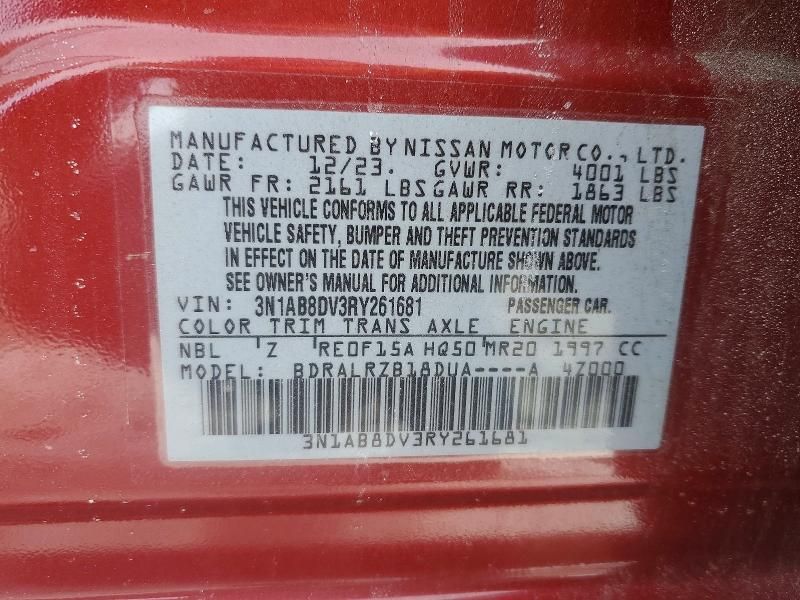 MANUFACTURED BY NISSAN MOTOR CO., LTD.
DATE: 12/23. GVWR: 4001 LBS
GAWR FR: 2161 LBS GAWR RR: 1863 LBS
THIS VEHICLE CONFORMS TO ALL APPLICABLE FEDERAL MOTOR
VEHICLE SAFETY, BUMPER AND THEFT PREVENTION STANDARDS
IN EFFECT ON THE DATE OF MANUFACTURE SHOWN ABOVE.
SEE OWNER'S MANUAL FOR ADDITIONAL INFORMATION.
VIN: 3N1AB8DV3RY261681 PASSENGER CAR.
COLOR TRIM TRANS AXLE ENGINE
NBL Z RE0F15A HQ50 MR20 1997 CC
MODEL: BDRALRZB18DUA----A 4Z000
3N1AB8DV3RY261681